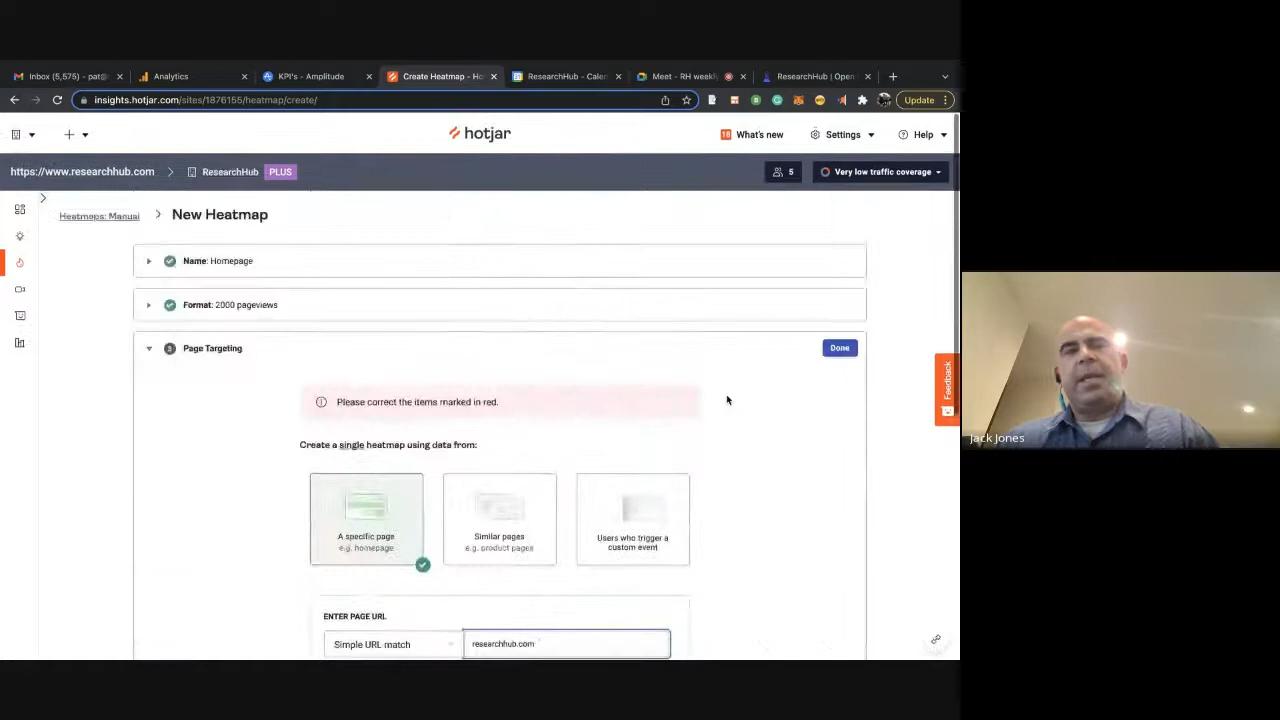 Inbox (5,575) - pat@
Analytics
KPI's - Amplitude
Create Heatmap - Ho
ResearchHub - Calen
Meet - RH weekly
ResearchHub | Open
insights.hotjar.com/sites/1876155/heatmap/create/
Update
hotjar
What's new
Settings
Help
https://www.researchhub.com
ResearchHub
PLUS
5
Very low traffic coverage
Heatmaps: Manual
New Heatmap
Name: Homepage
Format: 2000 pageviews
3 Page Targeting
Done
Please correct the items marked in red.
Feedback
Create a single heatmap using data from:
Jack Jones
A specific page
e.g. homepage
Similar pages
e.g. product pages
Users who trigger a
custom event
ENTER PAGE URL
Simple URL match
researchhub.com